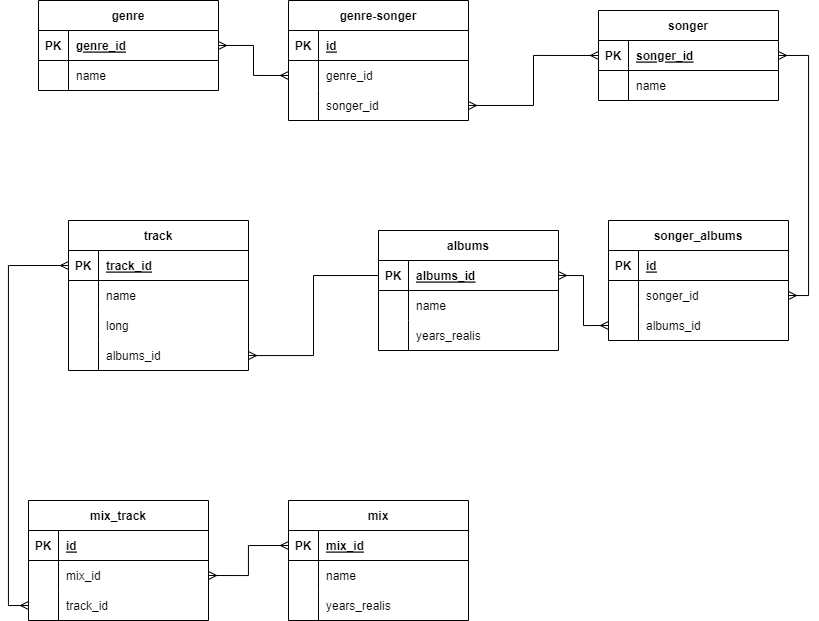 genre
PK genre_id
name
genre-songer
PK id
genre_id
songer_id
songer
PK songer_id
name
track
PK track_id
name
long
albums_id
albums
PK albums_id
name
years_realis
songer_albums
PK id
songer_id
albums_id
mix_track
PK id
mix_id
track_id
mix
PK mix_id
name
years_realis